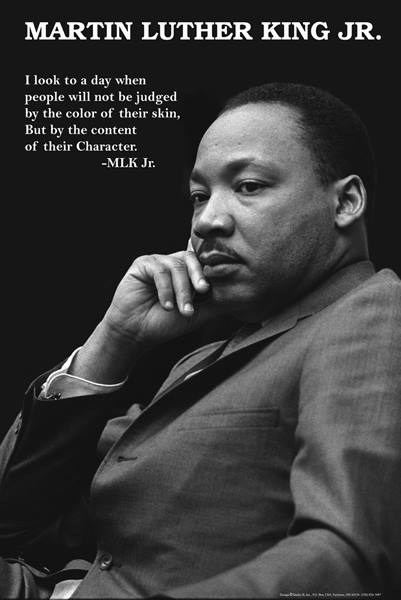 MARTIN LUTHER KING JR.
I look to a day when
people will not be judged
by the color of their skin,
But by the content
of their Character.
-MLK Jr.